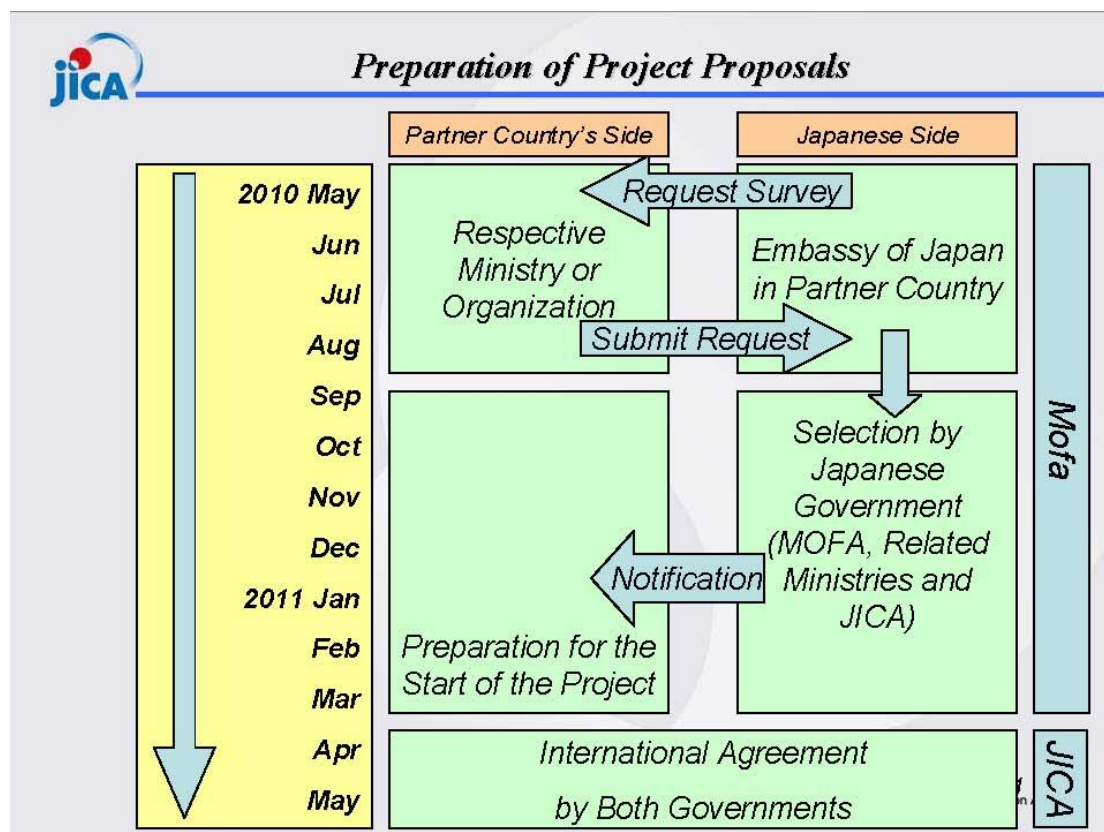 JICA
Preparation of Project Proposals
Partner Country's Side
Japanese Side
2010 May
Jun
Jul
Aug
Sep
Oct
Nov
Dec
2011 Jan
Feb
Mar
Apr
May
Request Survey
Respective
Ministry or
Organization
Embassy of Japan
in Partner Country
Submit Request
Selection by
Japanese
Government
(MOFA, Related
Ministries and
JICA)
Notification
Preparation for the
Start of the Project
International Agreement
by Both Governments
Mofa
JICA